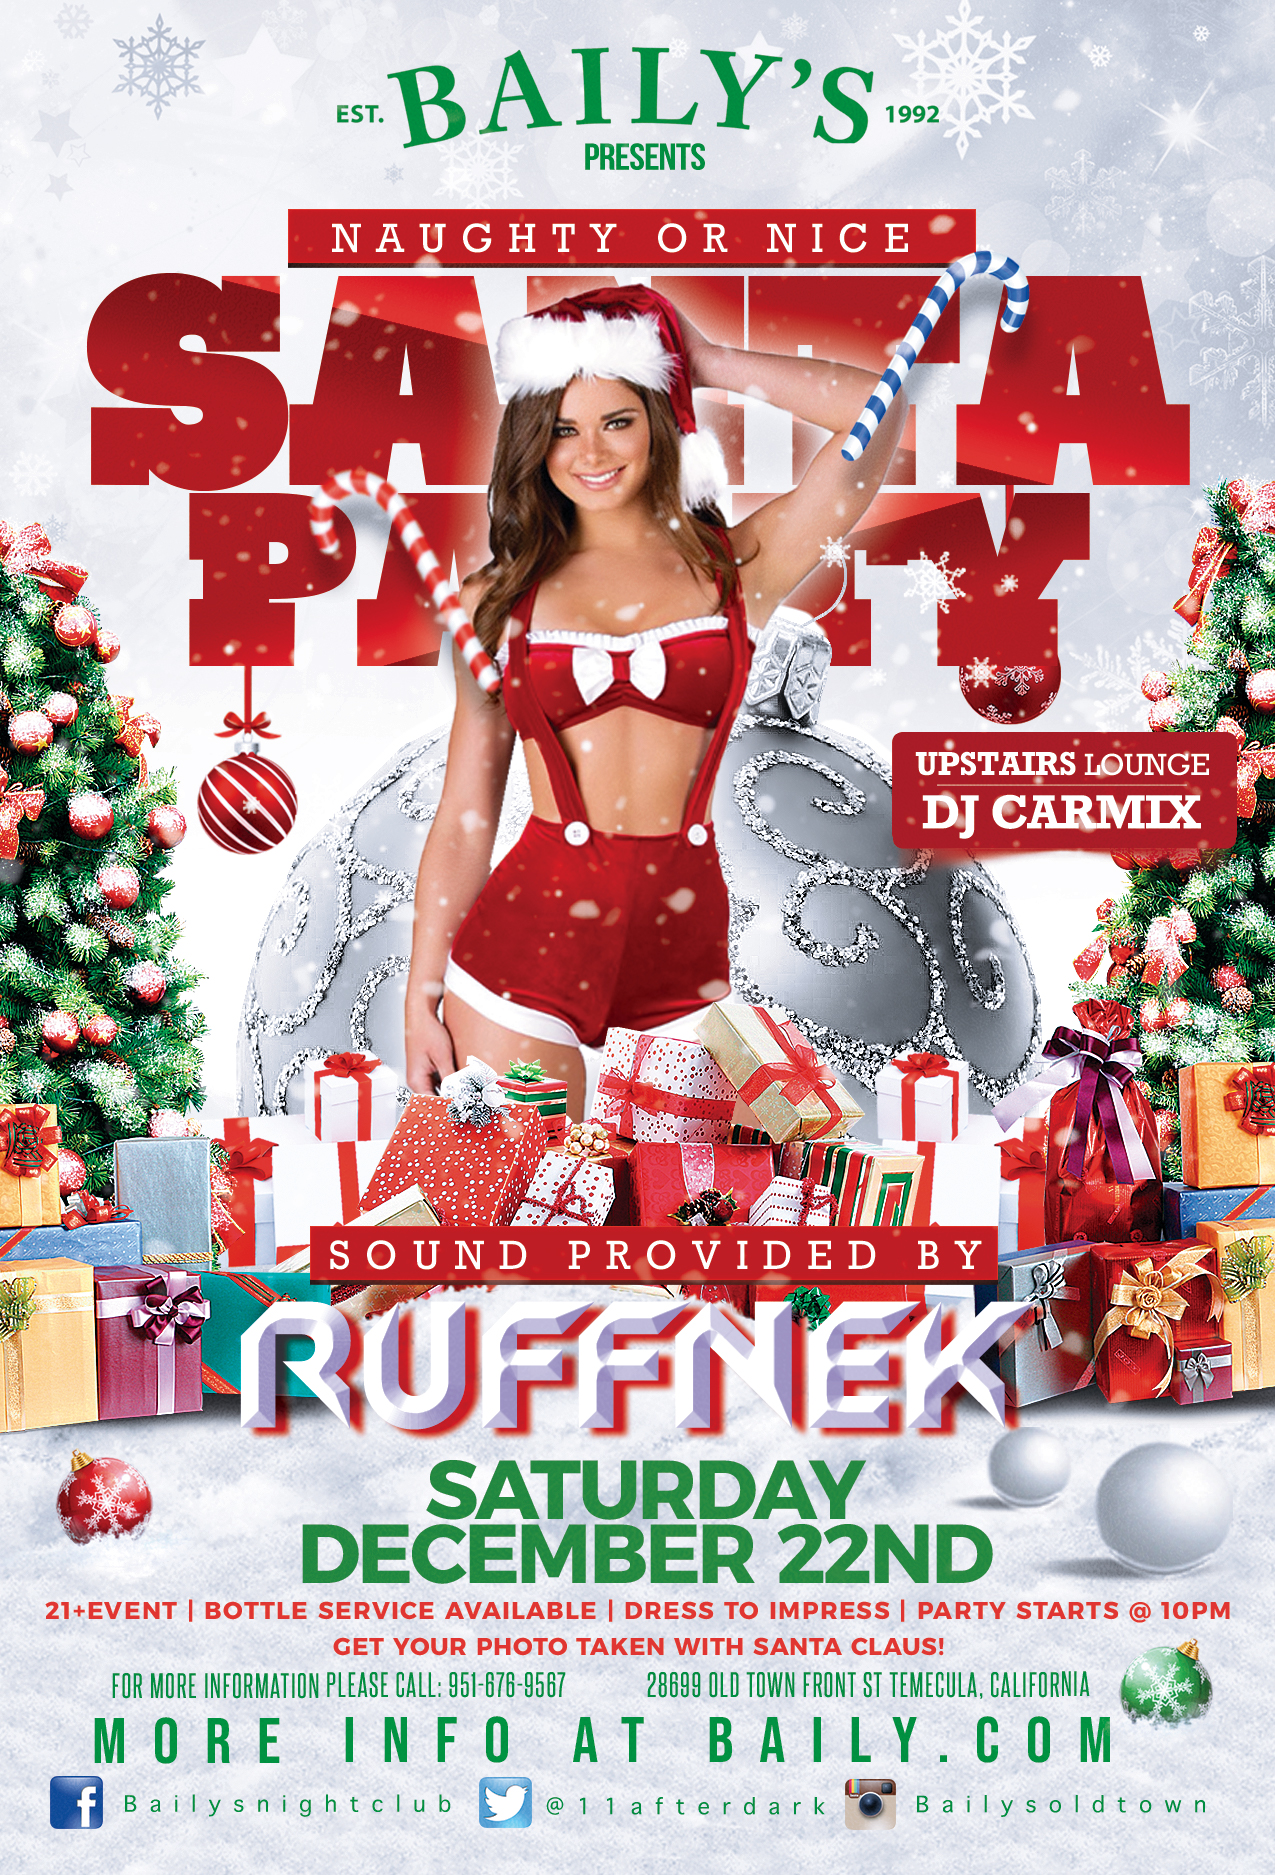 EST. BAILY'S 1992
PRESENTS
NAUGHTY OR NICE
SANTA
PARTY
UPSTAIRS LOUNGE
DJ CARMIX
SOUND PROVIDED BY
RUFFNEK
SATURDAY
DECEMBER 22ND
21+EVENT | BOTTLE SERVICE AVAILABLE | DRESS TO IMPRESS | PARTY STARTS @ 10PM
GET YOUR PHOTO TAKEN WITH SANTA CLAUS!
FOR MORE INFORMATION PLEASE CALL: 951-676-9567 28699 OLD TOWN FRONT ST TEMECULA, CALIFORNIA
MORE INFO AT BAILY.COM
Bailysnightclub @11afterdark Bailysoldtown